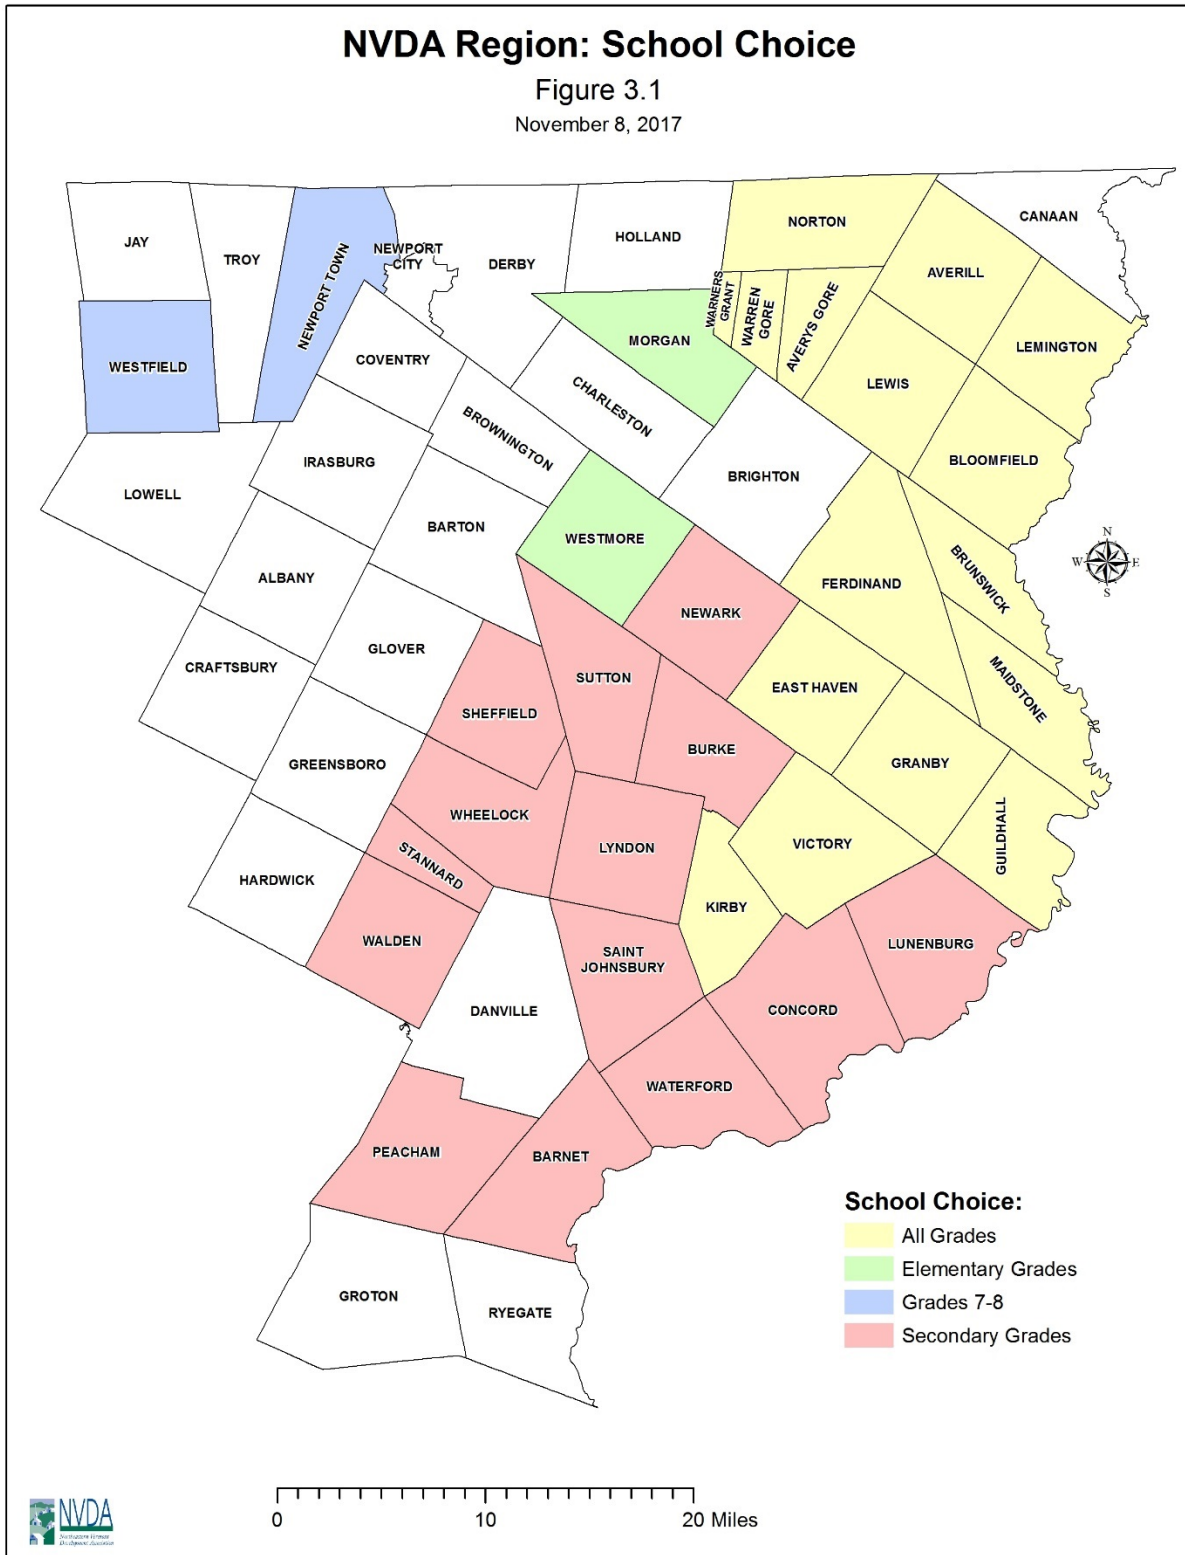 NVDA Region: School Choice
Figure 3.1
November 8, 2017
JAY
TROY
NEWPORT TOWN
NEWPORT
CITY
DERBY
HOLLAND
NORTON
CANAAN
AVERILL
WARNERS
GRANT
WARREN
GORE
AVERYS GORE
LEMINGTON
MORGAN
WESTFIELD
COVENTRY
LEWIS
CHARLESTON
BROWNINGTON
BLOOMFIELD
IRASBURG
BRIGHTON
LOWELL
BARTON
WESTMORE
N
W
E
S
ALBANY
FERDINAND
BRUNSWICK
NEWARK
GLOVER
CRAFTSBURY
SUTTON
EAST HAVEN
MAIDSTONE
SHEFFIELD
BURKE
GREENSBORO
GRANBY
WHEELOCK
LYNDON
VICTORY
GUILDHALL
STANNARD
HARDWICK
KIRBY
WALDEN
LUNENBURG
SAINT
JOHNSBURY
DANVILLE
CONCORD
WATERFORD
PEACHAM
BARNET
GROTON
RYEGATE
School Choice:
All Grades
Elementary Grades
Grades 7-8
Secondary Grades
NVDA
Northeastern Vermont
Development Association
0
10
20 Miles